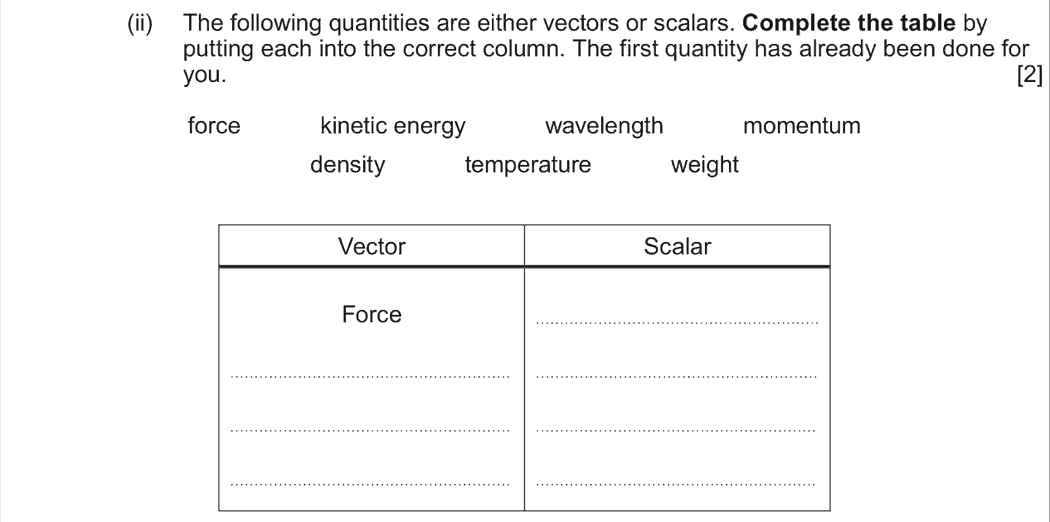 (ii) The following quantities are either vectors or scalars. Complete the table by
putting each into the correct column. The first quantity has already been done for
you. [2]
force kinetic energy wavelength momentum
density temperature weight
Vector Scalar
Force